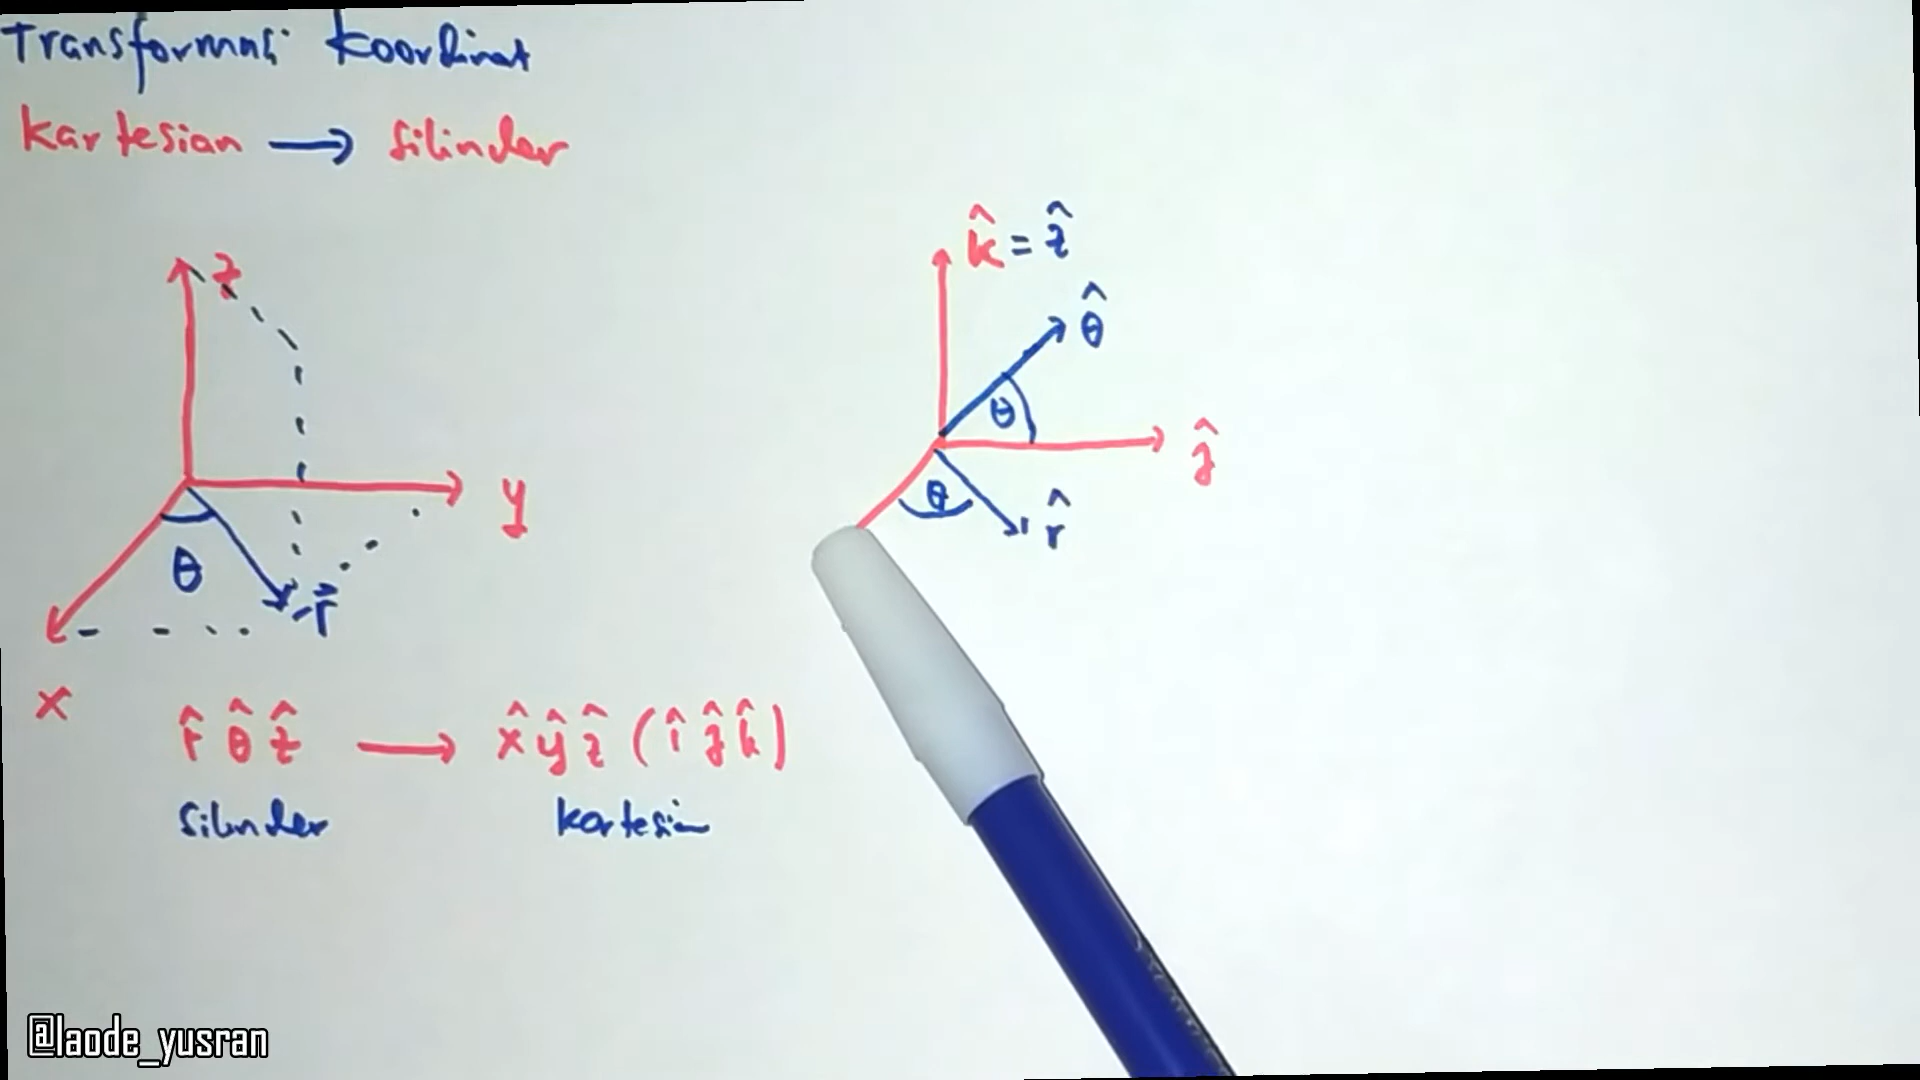 Transformasi Koordinat
Kartesian → Silinder
z
y
θ
r⃗
x
r̂ θ̂ ẑ → x̂ ŷ ẑ (î ĵ k̂)
Silinder kartesian
k̂ = ẑ
θ̂
θ
ĵ
θ
r̂
@laode_yusran